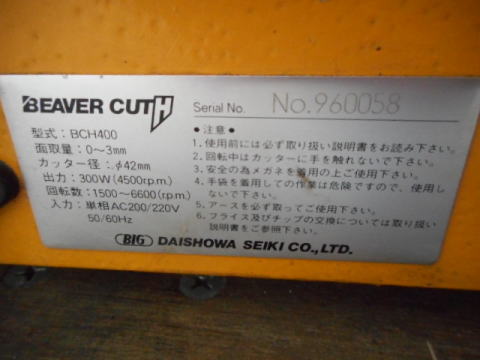 BEAVER CUT H
Serial No. No.960058
型式：BCH400
面取量：0～3mm
カッター径：φ42mm
出力：300W(4500r.p.m.)
回転数：1500～6600(r.p.m.)
入力：単相AC200/220V
50/60Hz
●注意●
1.使用前には必ず取り扱い説明書をお読み下さい。
2.回転中はカッターに手を触れないで下さい。
3.安全の為メガネを着用の上ご使用下さい。
4.手袋を着用しての作業は危険ですので、使用し
ないで下さい。
5.アースを必ず取ってご使用下さい。
6.フライス及びチップの交換については取り扱い
説明書をご参照下さい。
BIG DAISHOWA SEIKI CO.,LTD.